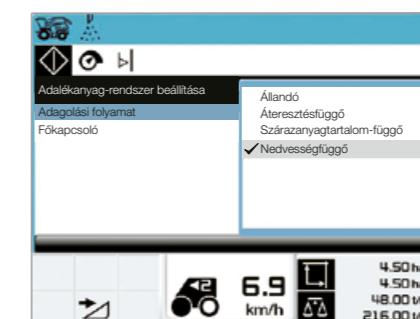 Adalékanyag-rendszer beállítása
Adagolási folyamat
Főkapcsoló
Állandó
Áteresztésfüggő
Szárazanyagtartalom-függő
Nedvességfüggő
6.9
km/h
4.50
4.50
48.00
216.00